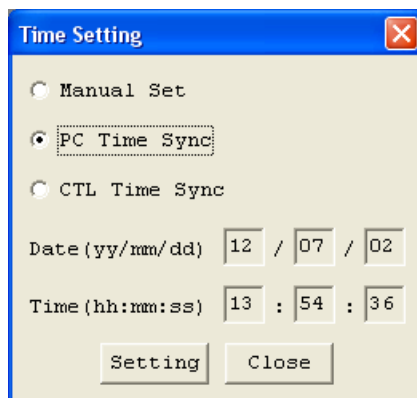 Time Setting
Manual Set
PC Time Sync
CTL Time Sync
Date(yy/mm/dd) 12 / 07 / 02
Time(hh:mm:ss) 13 : 54 : 36
Setting Close